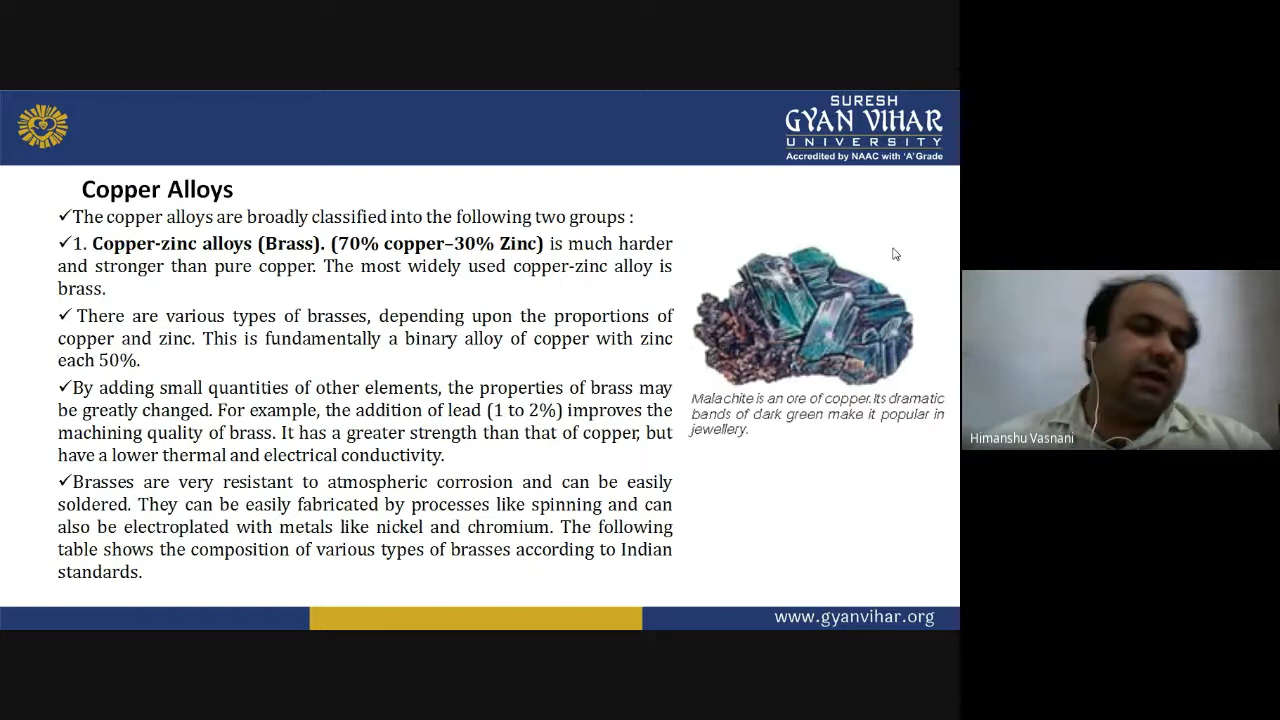 SURESH
GYAN VIHAR
UNIVERSITY
Accredited by NAAC with 'A' Grade
Copper Alloys
✓The copper alloys are broadly classified into the following two groups :
✓1. Copper-zinc alloys (Brass). (70% copper–30% Zinc) is much harder
and stronger than pure copper. The most widely used copper-zinc alloy is
brass.
✓ There are various types of brasses, depending upon the proportions of
copper and zinc. This is fundamentally a binary alloy of copper with zinc
each 50%.
✓By adding small quantities of other elements, the properties of brass may
be greatly changed. For example, the addition of lead (1 to 2%) improves the
machining quality of brass. It has a greater strength than that of copper, but
have a lower thermal and electrical conductivity.
✓Brasses are very resistant to atmospheric corrosion and can be easily
soldered. They can be easily fabricated by processes like spinning and can
also be electroplated with metals like nickel and chromium. The following
table shows the composition of various types of brasses according to Indian
standards.
Malachite is an ore of copper. Its dramatic
bands of dark green make it popular in
jewellery.
Himanshu Vasnani
www.gyanvihar.org